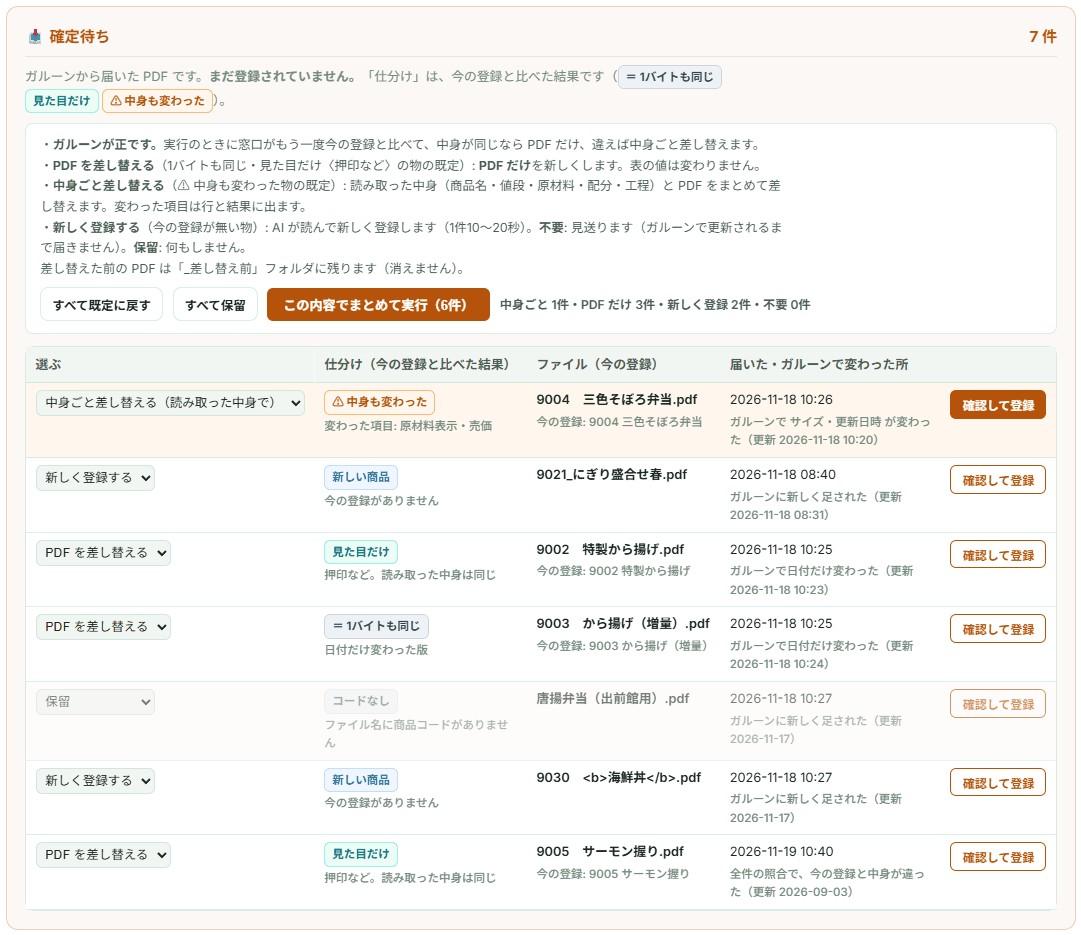 確定待ち
7 件
ガルーンから届いた PDF です。まだ登録されていません。「仕分け」は、今の登録と比べた結果です（ ＝ 1バイトも同じ
見た目だけ ⚠ 中身も変わった ）。
・ガルーンが正です。実行のときに窓口がもう一度今の登録と比べて、中身が同じなら PDF だけ、違えば中身ごと差し替えます。
・PDF を差し替える（1バイトも同じ・見た目だけ〈押印など〉の物の既定）: PDF だけを新しくします。表の値は変わりません。
・中身ごと差し替える（⚠ 中身も変わった物の既定）: 読み取った中身（商品名・値段・原材料・配分・工程）と PDF をまとめて差
し替えます。変わった項目は行と結果に出ます。
・新しく登録する（今の登録が無い物）: AI が読んで新しく登録します（1件10〜20秒）。不要: 見送ります（ガルーンで更新されるま
で届きません）。保留: 何もしません。
差し替えた前の PDF は「_差し替え前」フォルダに残ります（消えません）。
すべて既定に戻す すべて保留 この内容でまとめて実行（6件） 中身ごと 1件・PDF だけ 3件・新しく登録 2件・不要 0件
選ぶ 仕分け（今の登録と比べた結果） ファイル（今の登録） 届いた・ガルーンで変わった所
中身ごと差し替える（読み取った中身で）
⚠ 中身も変わった
変わった項目: 原材料表示・売価
9004　三色そぼろ弁当.pdf
今の登録: 9004 三色そぼろ弁当
2026-11-18 10:26
ガルーンで サイズ・更新日時 が変わっ
た（更新 2026-11-18 10:20）
確認して登録
新しく登録する
新しい商品
今の登録がありません
9021_にぎり盛合せ春.pdf
2026-11-18 08:40
ガルーンに新しく足された（更新
2026-11-18 08:31）
確認して登録
PDF を差し替える
見た目だけ
押印など。読み取った中身は同じ
9002　特製から揚げ.pdf
今の登録: 9002 特製から揚げ
2026-11-18 10:25
ガルーンで日付だけ変わった（更新
2026-11-18 10:23）
確認して登録
PDF を差し替える
＝ 1バイトも同じ
日付だけ変わった版
9003　から揚げ（増量）.pdf
今の登録: 9003 から揚げ（増量）
2026-11-18 10:25
ガルーンで日付だけ変わった（更新
2026-11-18 10:24）
確認して登録
保留
コードなし
ファイル名に商品コードがありませ
ん
唐揚弁当（出前館用）.pdf
2026-11-18 10:27
ガルーンに新しく足された（更新
2026-11-17）
確認して登録
新しく登録する
新しい商品
今の登録がありません
9030　<b>海鮮丼</b>.pdf
2026-11-18 10:27
ガルーンに新しく足された（更新
2026-11-17）
確認して登録
PDF を差し替える
見た目だけ
押印など。読み取った中身は同じ
9005　サーモン握り.pdf
今の登録: 9005 サーモン握り
2026-11-19 10:40
全件の照合で、今の登録と中身が違っ
た（更新 2026-09-03）
確認して登録